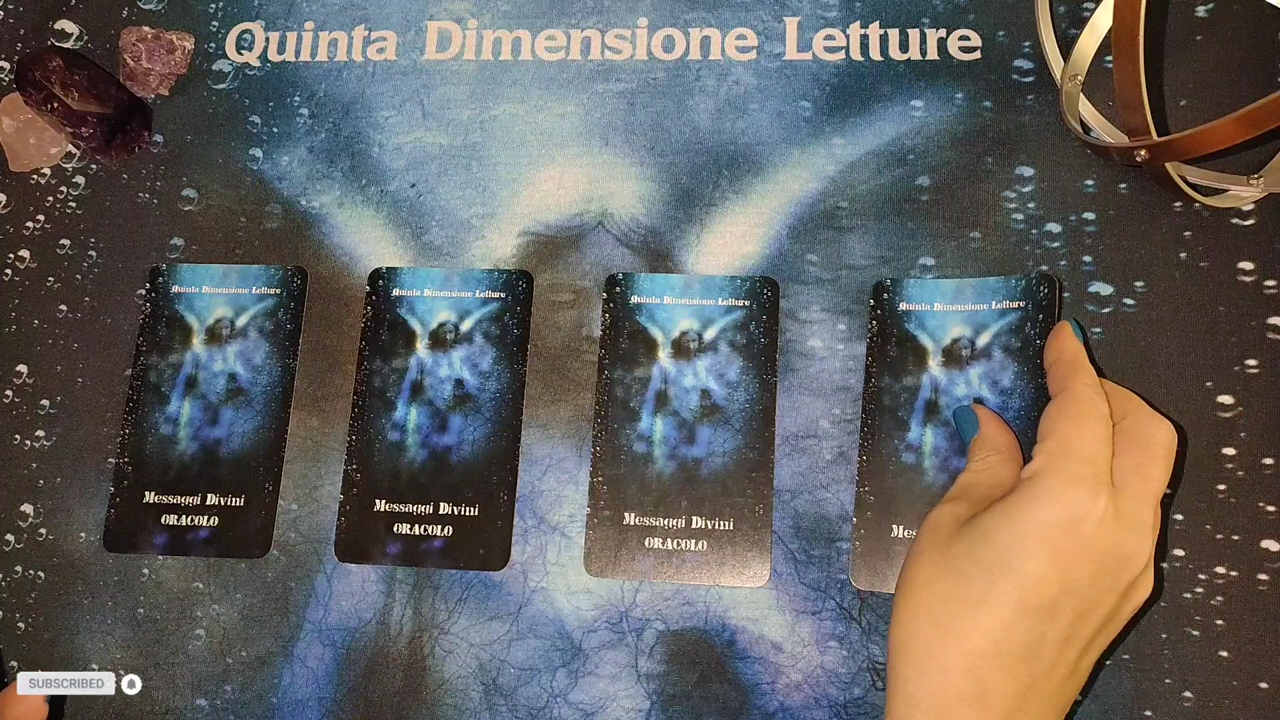 Quinta Dimensione Letture
Quinta Dimensione Letture
Messaggi Divini
ORACOLO
Quinta Dimensione Letture
Messaggi Divini
ORACOLO
Quinta Dimensione Letture
Messaggi Divini
ORACOLO
Quinta Dimensione Letture
Mes
SUBSCRIBED